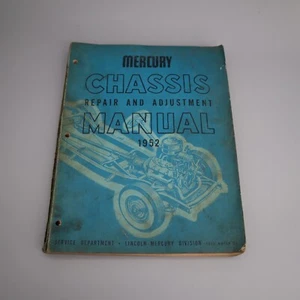 MERCURY
CHASSIS
REPAIR AND ADJUSTMENT
MANUAL
1952
SERVICE DEPARTMENT • LINCOLN-MERCURY DIVISION